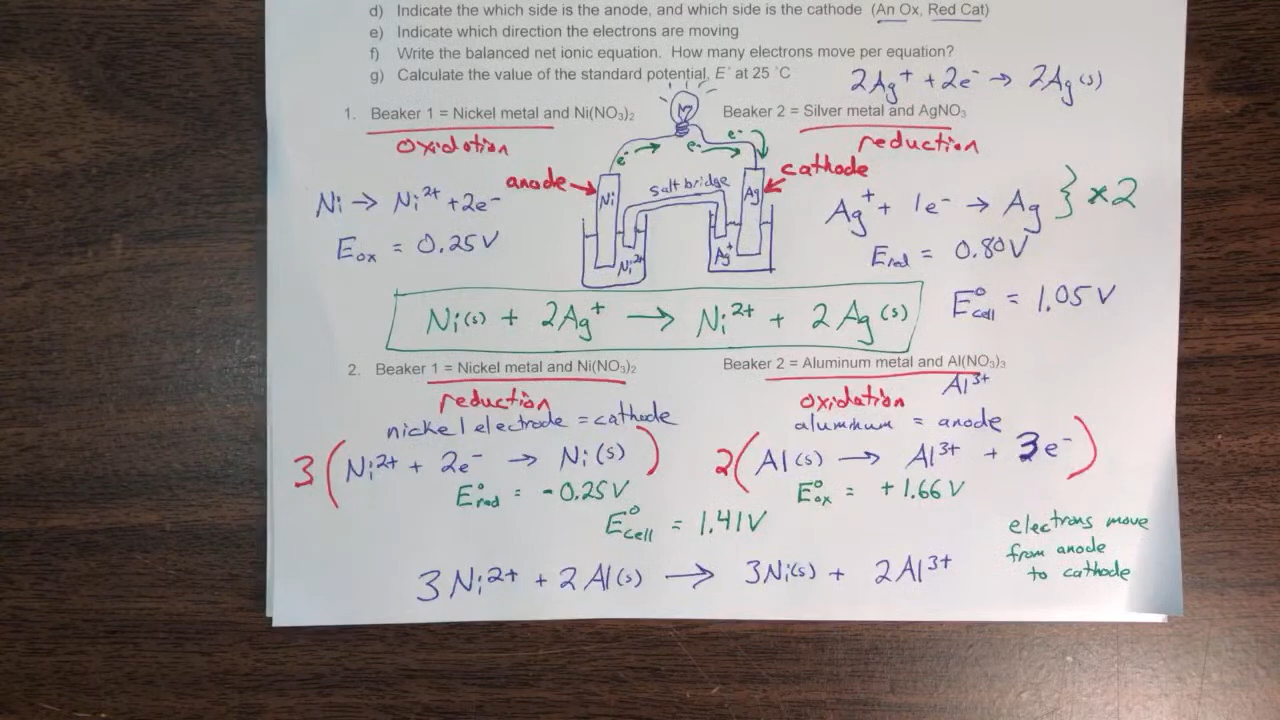 d) Indicate the which side is the anode, and which side is the cathode (An Ox, Red Cat)
e) Indicate which direction the electrons are moving
f) Write the balanced net ionic equation. How many electrons move per equation?
g) Calculate the value of the standard potential, E° at 25 °C
2Ag⁺ + 2e⁻ → 2Ag(s)
1. Beaker 1 = Nickel metal and Ni(NO₃)₂
Beaker 2 = Silver metal and AgNO₃
oxidation
reduction
e⁻ e⁻ e⁻
anode
cathode
Ni
Salt bridge
Ag
Ni²⁺
Ag⁺
Ni → Ni²⁺ + 2e⁻
Eox = 0.25V
Ag⁺ + 1e⁻ → Ag } ×2
Ered = 0.80V
E°cell = 1.05V
Ni(s) + 2Ag⁺ → Ni²⁺ + 2Ag(s)
2. Beaker 1 = Nickel metal and Ni(NO₃)₂
Beaker 2 = Aluminum metal and Al(NO₃)₃
Al³⁺
reduction
oxidation
nickel electrode = cathode
aluminum = anode
3(Ni²⁺ + 2e⁻ → Ni(s))
2(Al(s) → Al³⁺ + 3e⁻)
E°red = -0.25V
E°ox = +1.66V
E°cell = 1.41V
electrons move
from anode
to cathode
3Ni²⁺ + 2Al(s) → 3Ni(s) + 2Al³⁺